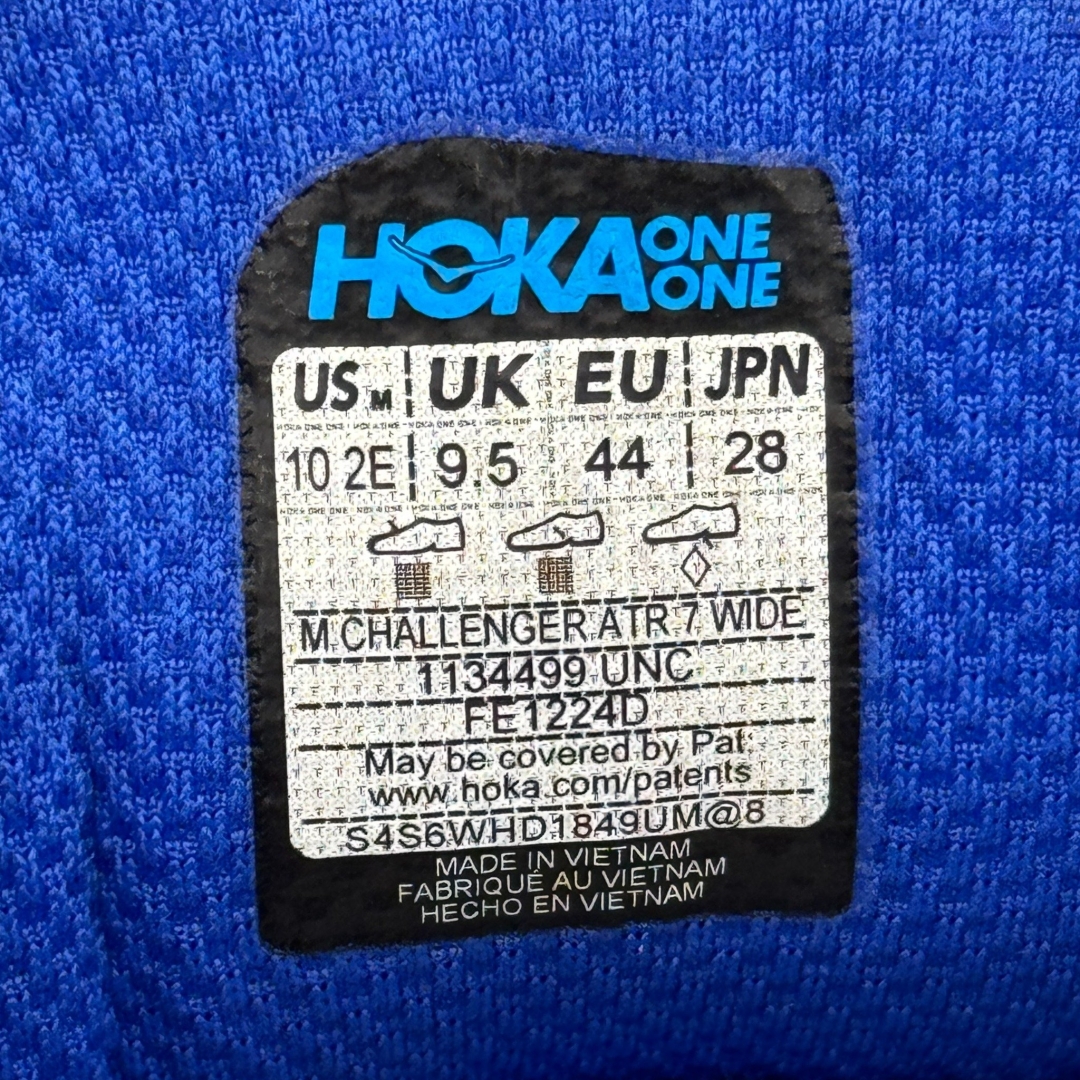 HOKA ONE ONE
US M UK EU JPN
10 2E 9.5 44 28
M CHALLENGER ATR 7 WIDE
1134499 UNC
FE1224D
May be covered by Pat:
www.hoka.com/patents
S4S6WHD1849UM@8
MADE IN VIETNAM
FABRIQUÉ AU VIETNAM
HECHO EN VIETNAM